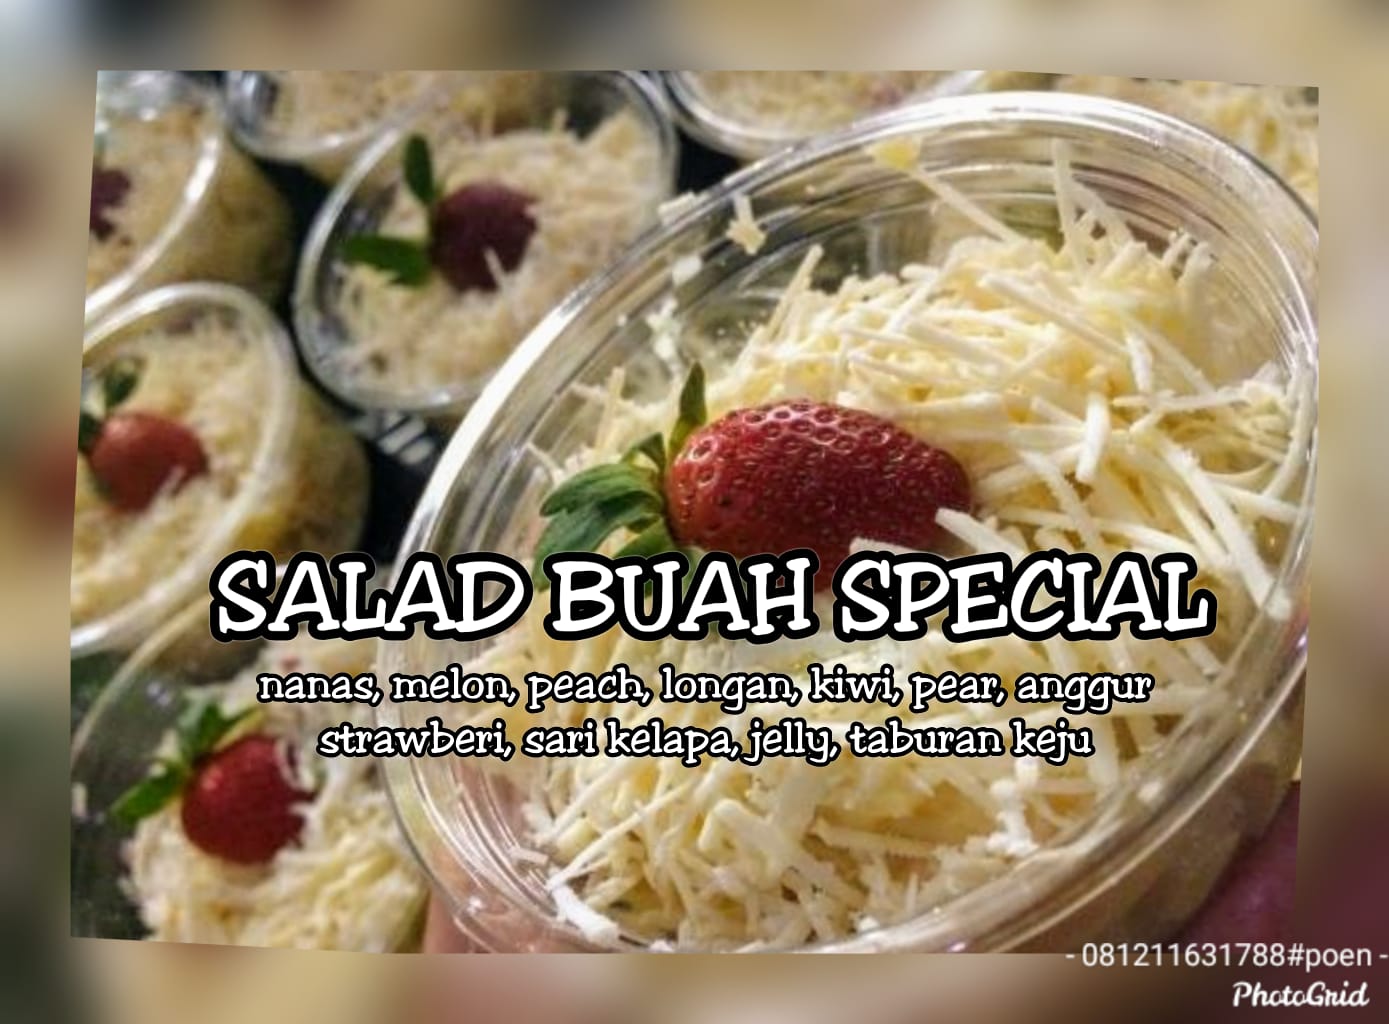 SALAD BUAH SPECIAL
nanas, melon, peach, longan, kiwi, pear, anggur
strawberi, sari kelapa, jelly, taburan keju
- 081211631788#poen -
PhotoGrid